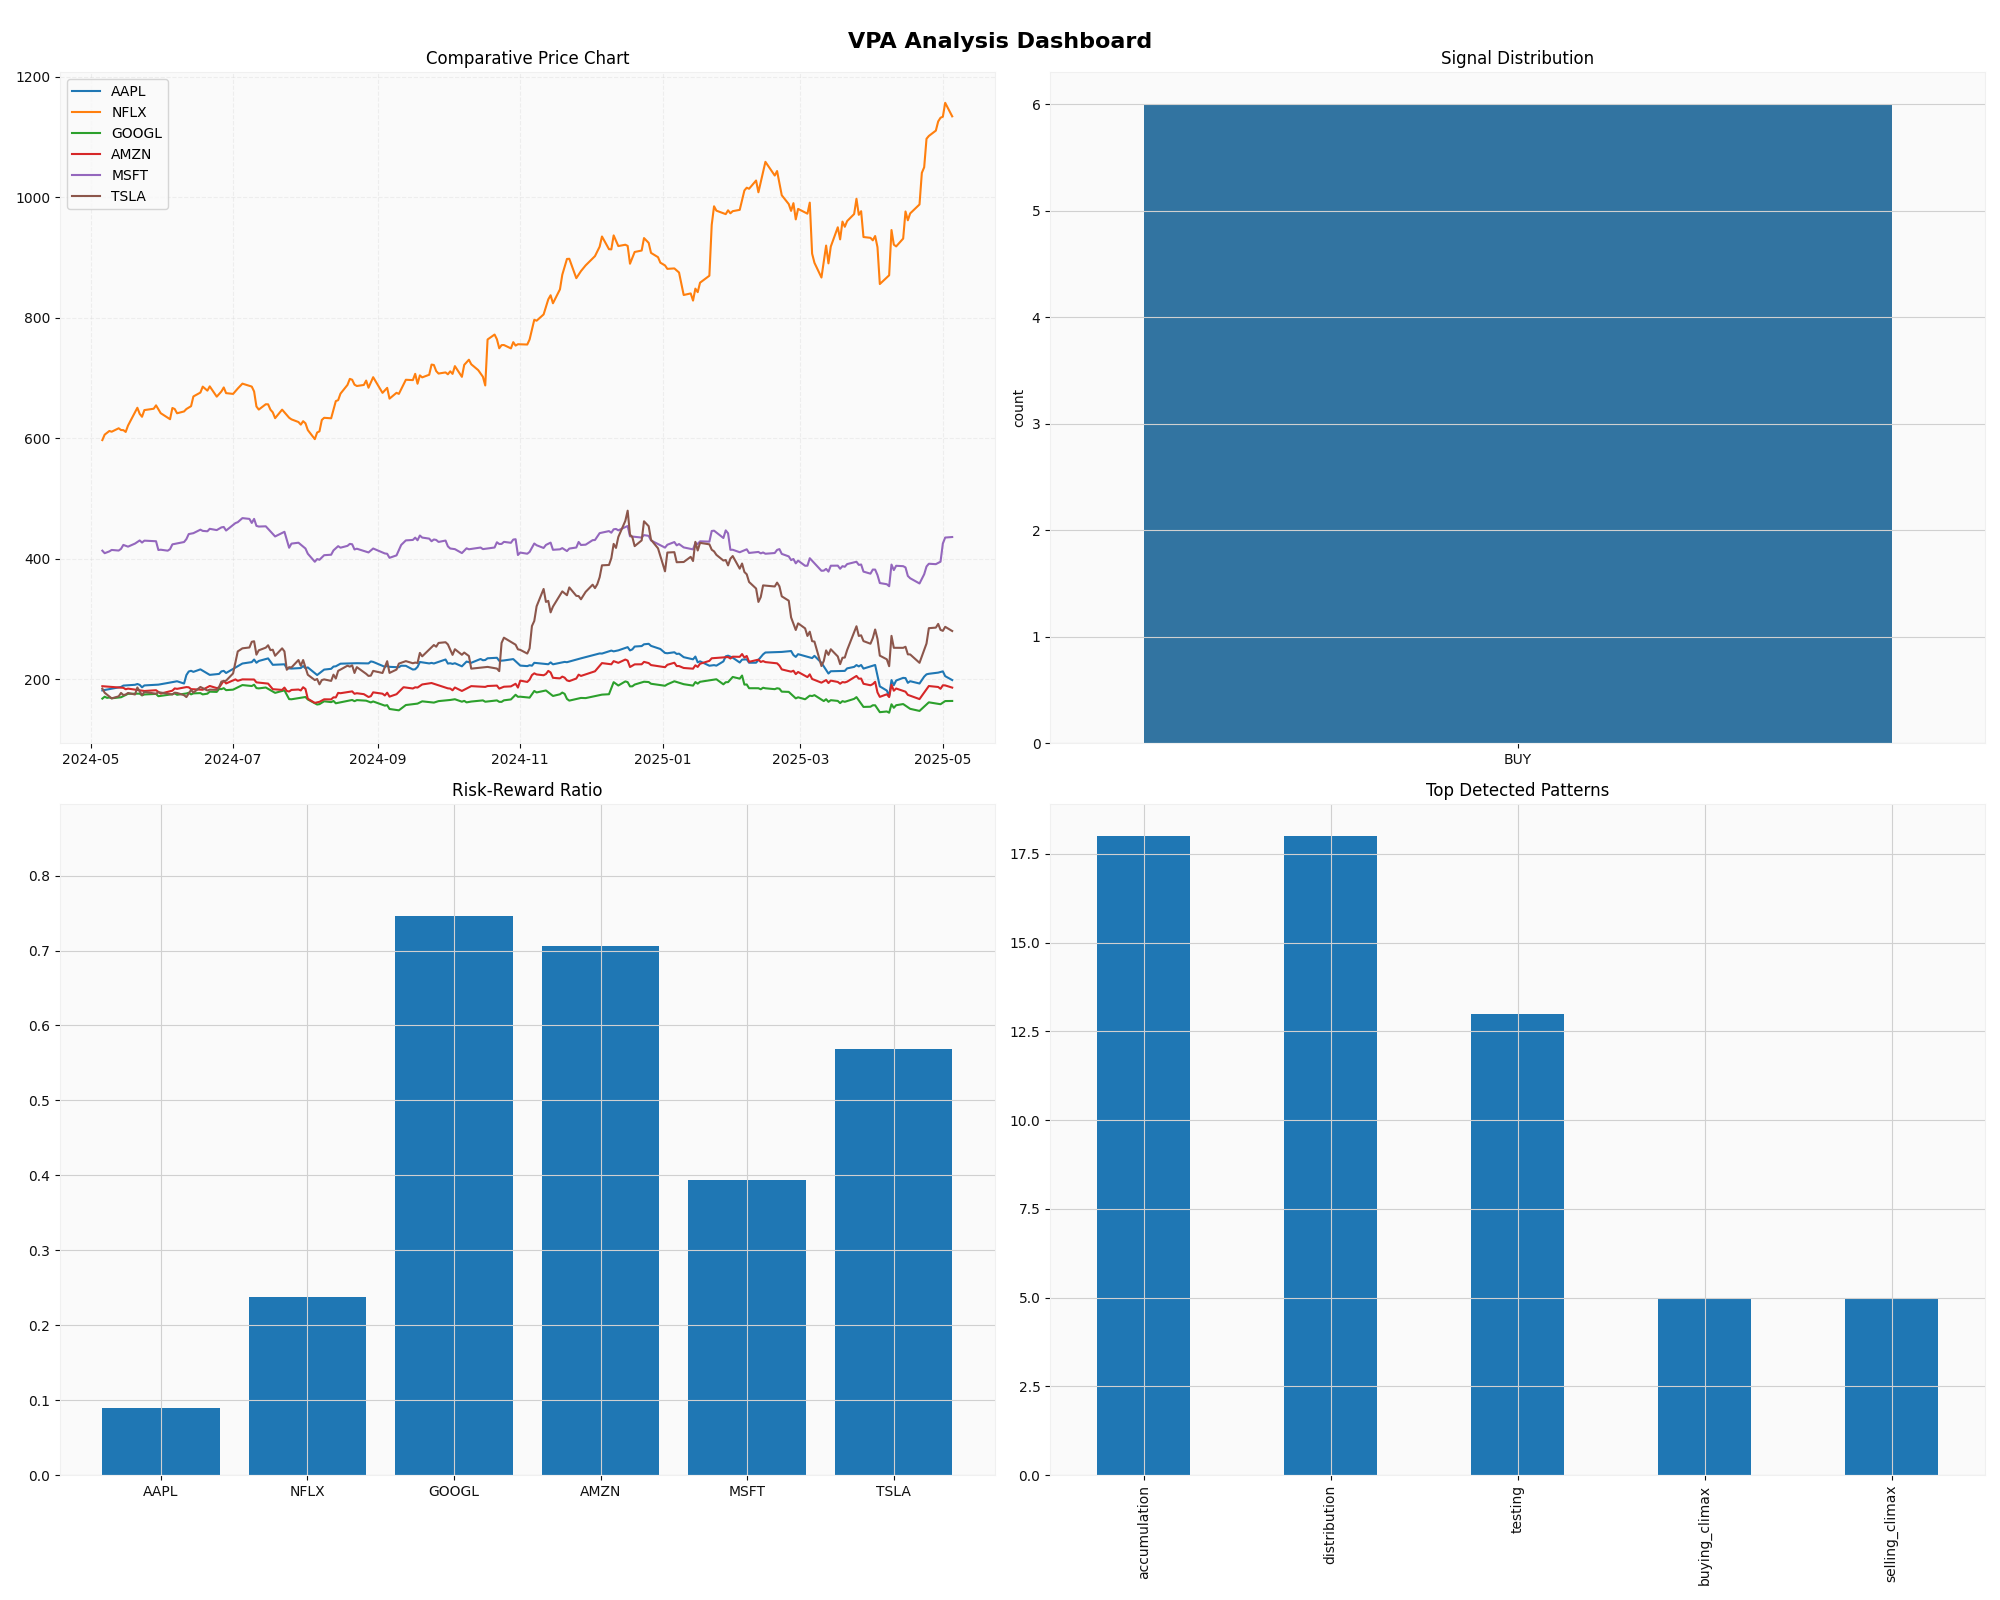 VPA Analysis Dashboard
Comparative Price Chart
1200
1000
800
600
400
200
AAPL
NFLX
GOOGL
AMZN
MSFT
TSLA
2024-05 2024-07 2024-09 2024-11 2025-01 2025-03 2025-05
Signal Distribution
count
6
5
4
3
2
1
0
BUY
Risk-Reward Ratio
0.8
0.7
0.6
0.5
0.4
0.3
0.2
0.1
0.0
AAPL NFLX GOOGL AMZN MSFT TSLA
Top Detected Patterns
17.5
15.0
12.5
10.0
7.5
5.0
2.5
0.0
accumulation
distribution
testing
buying_climax
selling_climax